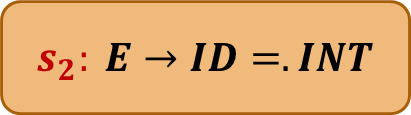 s₂: E → ID =. INT